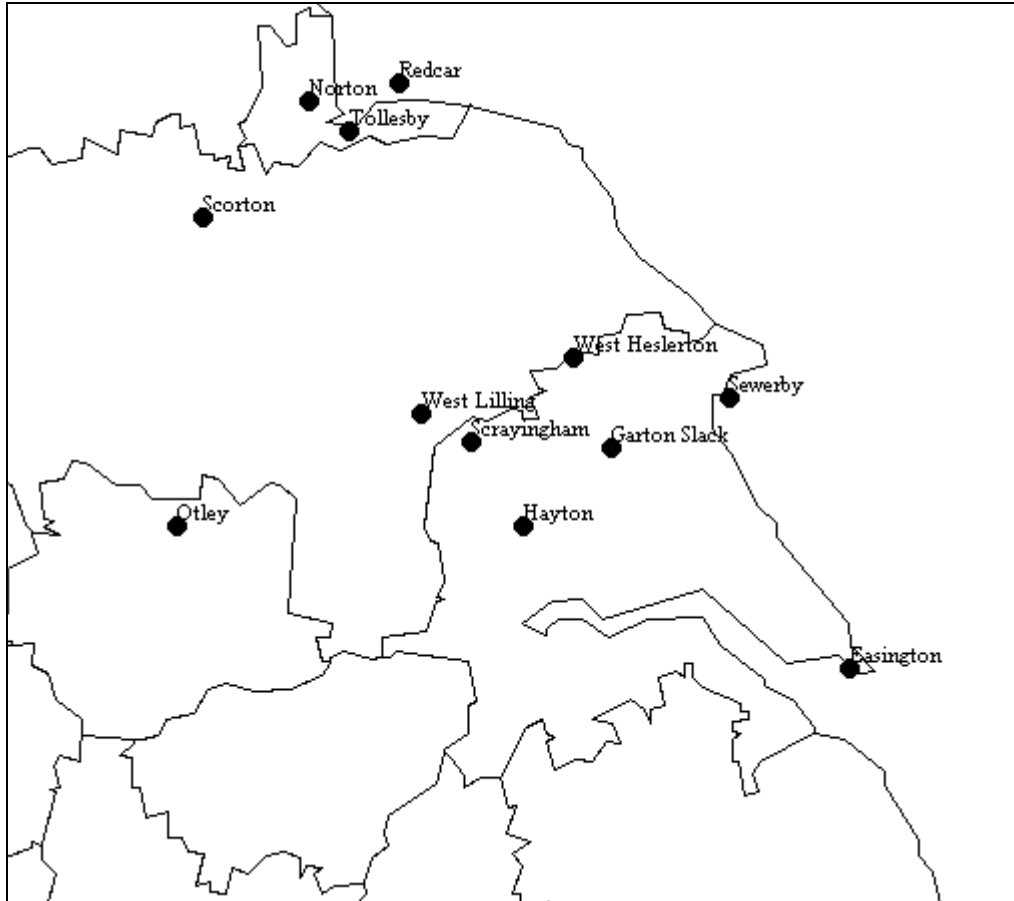 Redcar
Norton
Tollesby
Scorton
West Heslerton
Sewerby
West Lilling
Scrayingham
Garton Slack
Otley
Hayton
Easington